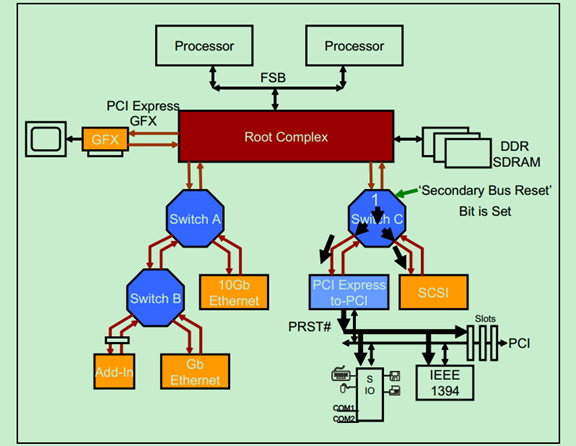 Processor
Processor
FSB
PCI Express
GFX
GFX
Root Complex
DDR
SDRAM
'Secondary Bus Reset'
Bit is Set
1
Switch A
Switch C
10Gb
Ethernet
PCI Express
to-PCI
SCSI
Switch B
PRST#
Slots
PCI
Add-In
Gb
Ethernet
S
IO
IEEE
1394
COM1
COM2